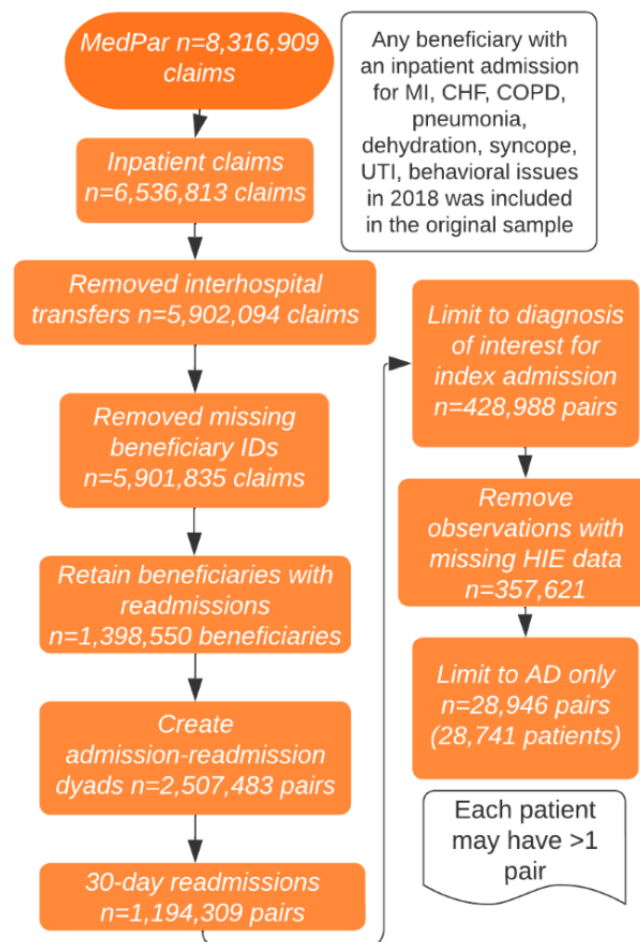 MedPar n=8,316,909
claims
Any beneficiary with
an inpatient admission
for MI, CHF, COPD,
pneumonia,
dehydration, syncope,
UTI, behavioral issues
in 2018 was included
in the original sample
Inpatient claims
n=6,536,813 claims
Removed interhospital
transfers n=5,902,094 claims
Removed missing
beneficiary IDs
n=5,901,835 claims
Retain beneficiaries with
readmissions
n=1,398,550 beneficiaries
Create
admission-readmission
dyads n=2,507,483 pairs
30-day readmissions
n=1,194,309 pairs
Limit to diagnosis
of interest for
index admission
n=428,988 pairs
Remove
observations with
missing HIE data
n=357,621
Limit to AD only
n=28,946 pairs
(28,741 patients)
Each patient
may have >1
pair